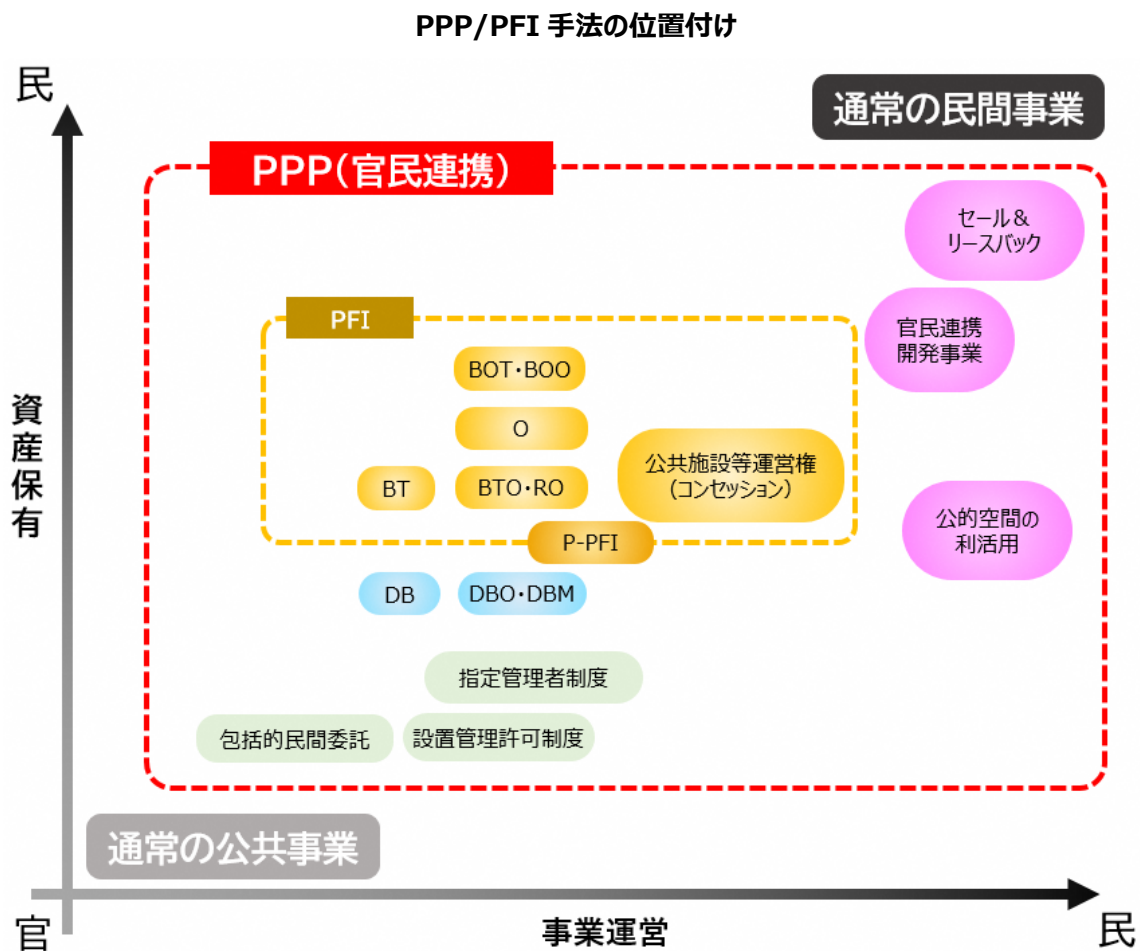 PPP/PFI 手法の位置付け
民
通常の民間事業
PPP(官民連携)
セール＆
リースバック
PFI
官民連携
開発事業
BOT・BOO
資産保有
O
公共施設等運営権
(コンセッション)
BT
BTO・RO
公的空間の
利活用
P-PFI
DB
DBO・DBM
指定管理者制度
包括的民間委託
設置管理許可制度
通常の公共事業
官
事業運営
民